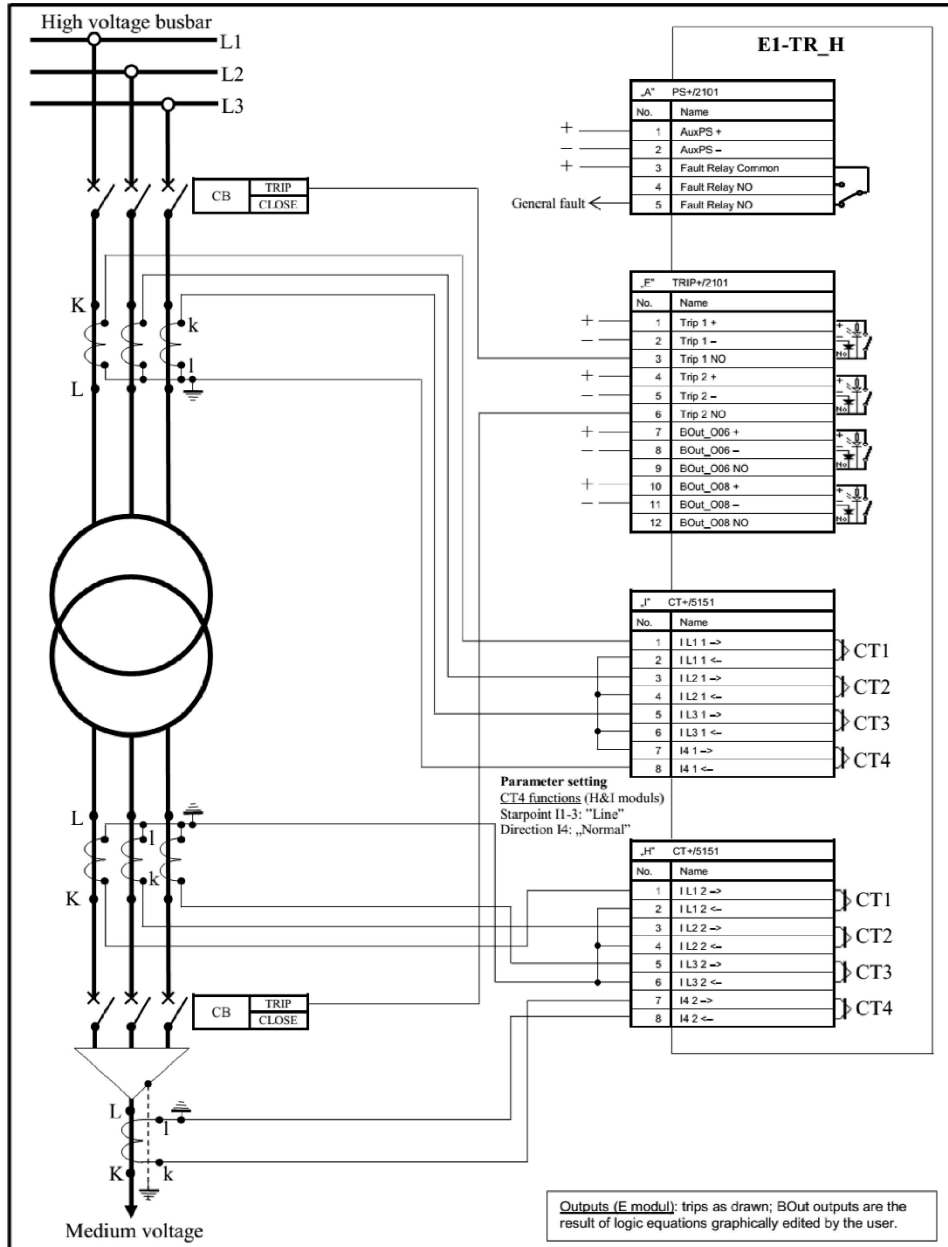 High voltage busbar
L1
L2
L3
CB
TRIP
CLOSE
K
k
l
L
L
l
k
K
CB
TRIP
CLOSE
L
l
K
k
Medium voltage
E1-TR_H
„A" PS+/2101
No. Name
+ 1 AuxPS +
− 2 AuxPS −
+ 3 Fault Relay Common
4 Fault Relay NO
General fault 5 Fault Relay NO
„E" TRIP+/2101
No. Name
+ 1 Trip 1 +
− 2 Trip 1 −
3 Trip 1 NO
+ 4 Trip 2 +
− 5 Trip 2 −
6 Trip 2 NO
+ 7 BOut_O06 +
− 8 BOut_O06 −
9 BOut_O06 NO
+ 10 BOut_O08 +
− 11 BOut_O08 −
12 BOut_O08 NO
+
No
+
No
+
No
+
No
„I" CT+/5151
No. Name
1 I L1 1 –>
2 I L1 1 <–
3 I L2 1 –>
4 I L2 1 <–
5 I L3 1 –>
6 I L3 1 <–
7 I4 1 –>
8 I4 1 <–
CT1
CT2
CT3
CT4
Parameter setting
CT4 functions (H&I moduls)
Starpoint I1-3: "Line"
Direction I4: „Normal"
„H" CT+/5151
No. Name
1 I L1 2 –>
2 I L1 2 <–
3 I L2 2 –>
4 I L2 2 <–
5 I L3 2 –>
6 I L3 2 <–
7 I4 2 –>
8 I4 2 <–
CT1
CT2
CT3
CT4
Outputs (E modul): trips as drawn; BOut outputs are the
result of logic equations graphically edited by the user.